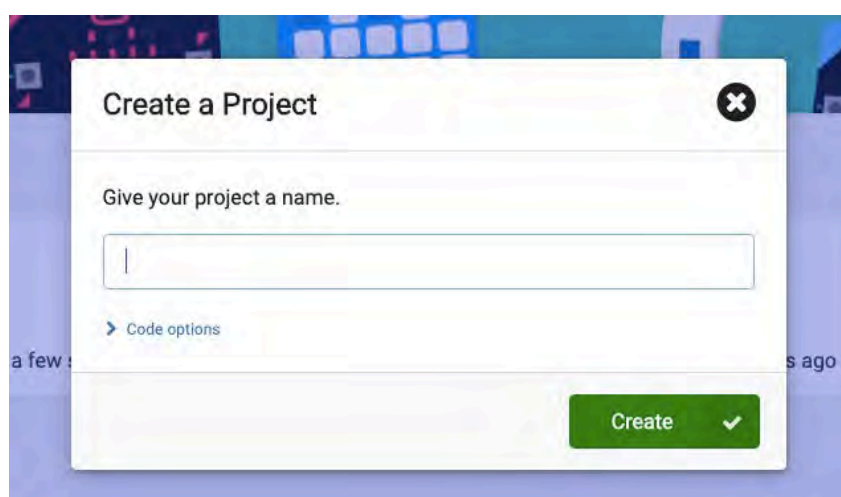 Create a Project
Give your project a name.
Code options
a few
s ago
Create